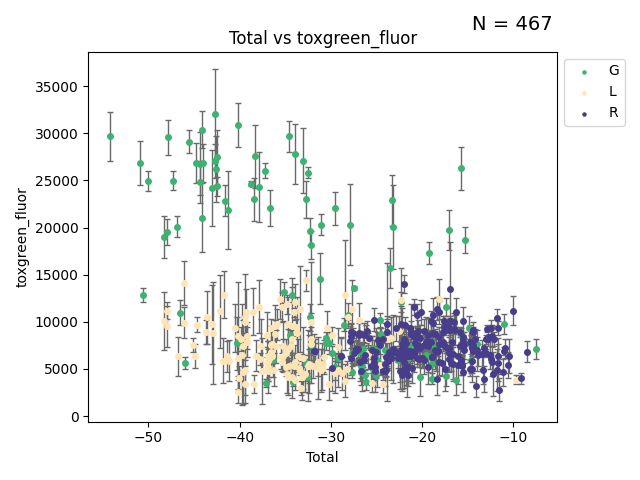 N = 467
Total vs toxgreen_fluor
G
L
R
toxgreen_fluor
35000
30000
25000
20000
15000
10000
5000
0
−50
−40
−30
−20
−10
Total